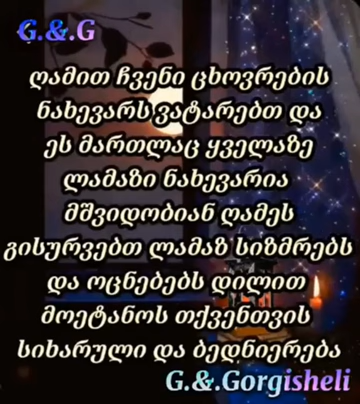 G.&.G
ღამით ჩვენი ცხოვრების
ნახევარს ვატარებთ და
ეს მართლაც ყველაზე
ლამაზი ნახევარია
მშვიდობიან ღამეს
გისურვებთ ლამაზ სიზმრებს
და ოცნებებს დილით
მოეტანოს თქვენთვის
სიხარული და ბედნიერება
G.&.Gorgisheli